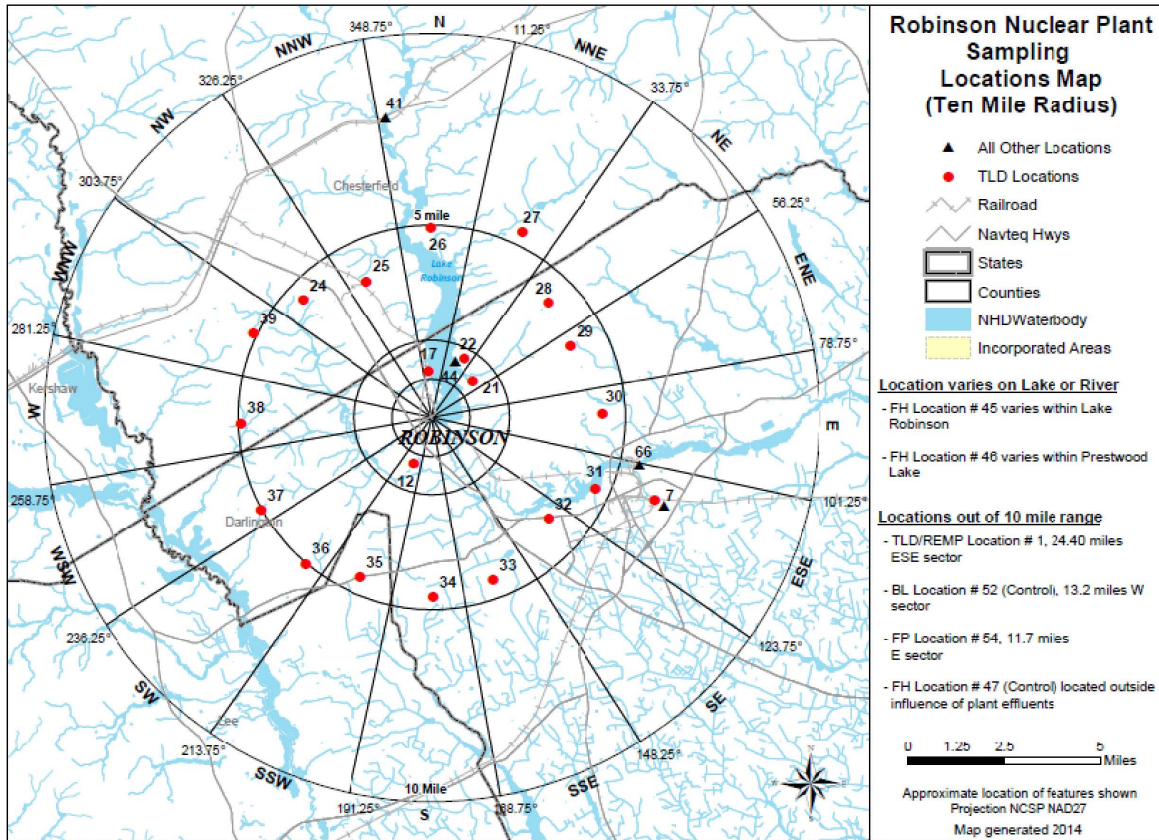 N
348.75°
11.25°
NNW
NNE
326.25°
33.75°
41
NW
NE
303.75°
Chesterfield
56.25°
5 mile
27
26
WNW
ENE
25
Lake
Robinson
24
28
39
29
281.25°
78.75°
22
17
44
21
Kershaw
W
38
30
E
ROBINSON
66
12
31
7
258.75°
101.25°
37
32
Darlington
WSW
ESE
36
35
34
33
236.25°
123.75°
SW
SE
Lee
213.75°
148.25°
SSW
SSE
191.25°
10 Mile
168.75°
S
Robinson Nuclear Plant
Sampling
Locations Map
(Ten Mile Radius)
All Other Locations
TLD Locations
Railroad
Navteq Hwys
States
Counties
NHDWaterbody
Incorporated Areas
Location varies on Lake or River
- FH Location # 45 varies within Lake
Robinson
- FH Location # 46 varies within Prestwood
Lake
Locations out of 10 mile range
- TLD/REMP Location # 1, 24.40 miles
ESE sector
- BL Location # 52 (Control), 13.2 miles W
sector
- FP Location # 54, 11.7 miles
E sector
- FH Location # 47 (Control) located outside
influence of plant effluents
0 1.25 2.5 5
Miles
Approximate location of features shown
Projection NCSP NAD27
Map generated 2014